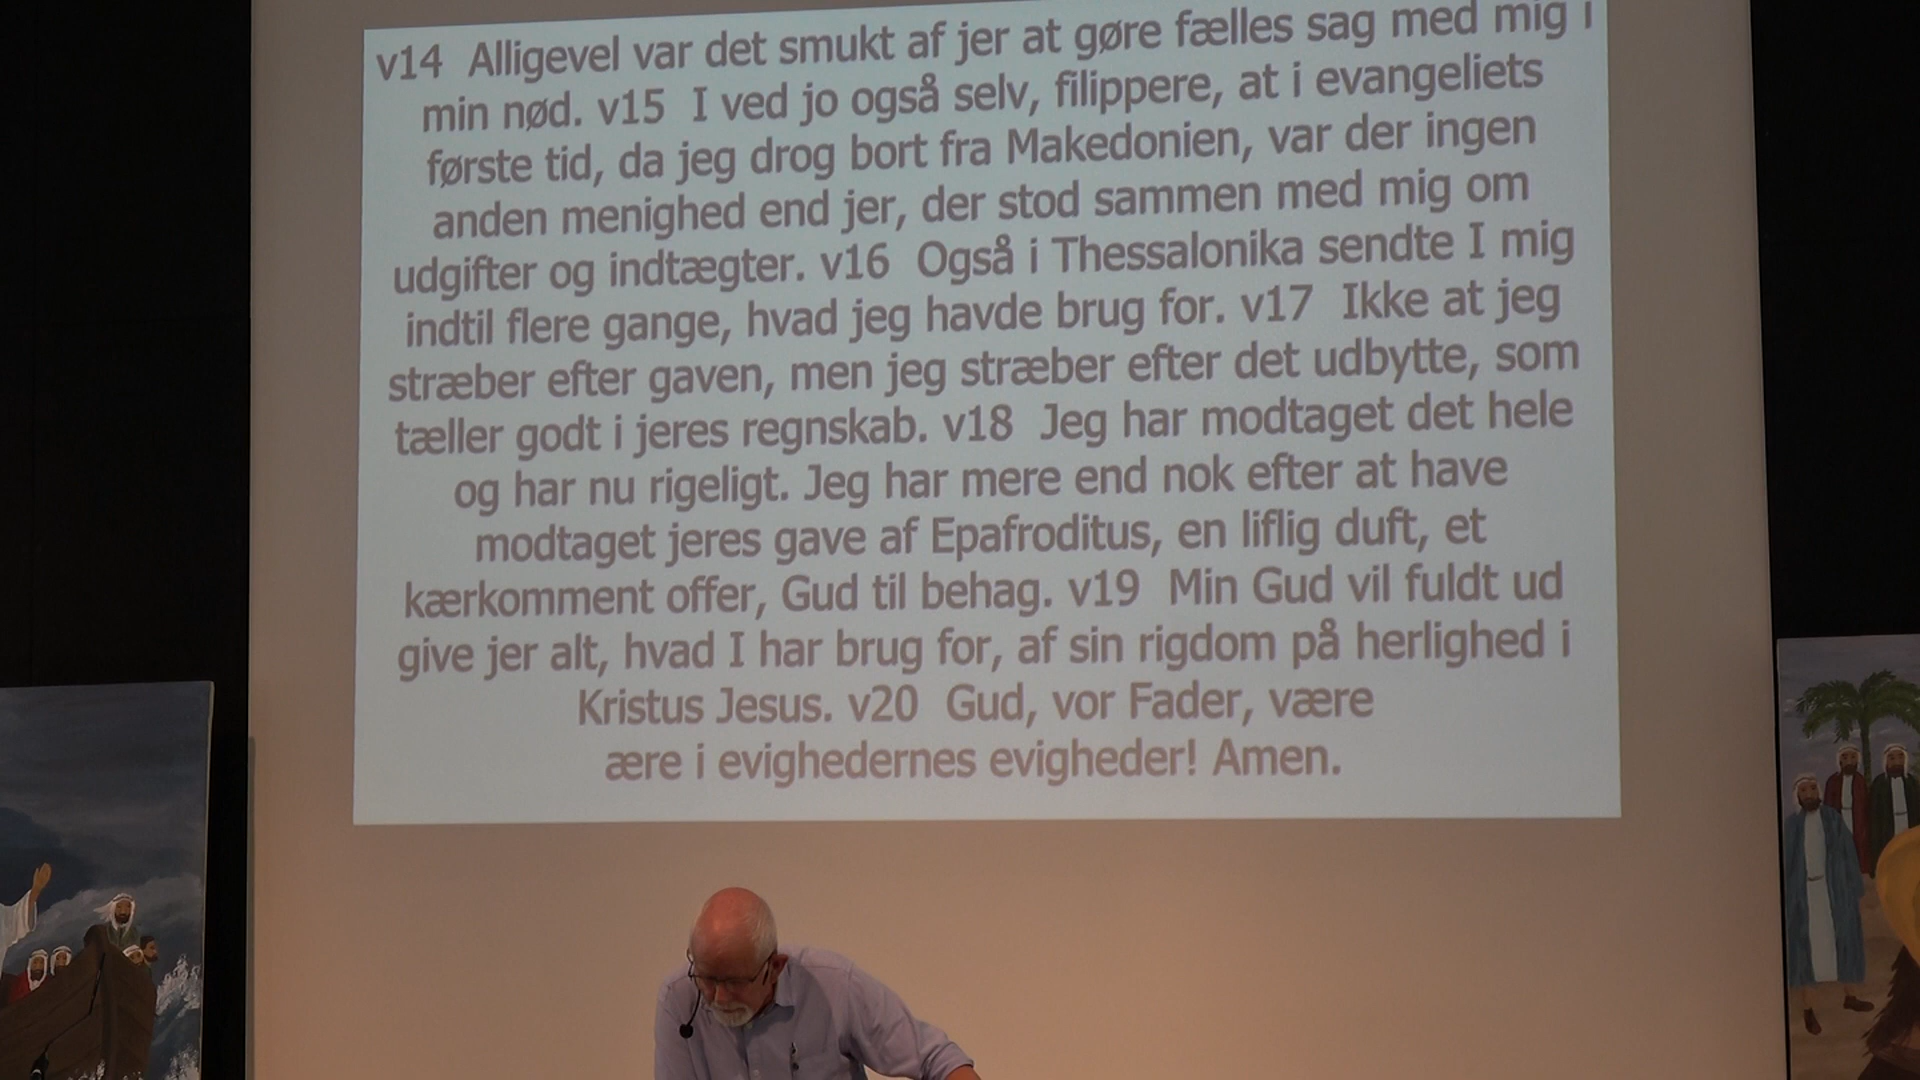 v14  Alligevel var det smukt af jer at gøre fælles sag med mig i
min nød. v15  I ved jo også selv, filippere, at i evangeliets
første tid, da jeg drog bort fra Makedonien, var der ingen
anden menighed end jer, der stod sammen med mig om
udgifter og indtægter. v16  Også i Thessalonika sendte I mig
indtil flere gange, hvad jeg havde brug for. v17  Ikke at jeg
stræber efter gaven, men jeg stræber efter det udbytte, som
tæller godt i jeres regnskab. v18  Jeg har modtaget det hele
og har nu rigeligt. Jeg har mere end nok efter at have
modtaget jeres gave af Epafroditus, en liflig duft, et
kærkomment offer, Gud til behag. v19  Min Gud vil fuldt ud
give jer alt, hvad I har brug for, af sin rigdom på herlighed i
Kristus Jesus. v20  Gud, vor Fader, være
ære i evighedernes evigheder! Amen.